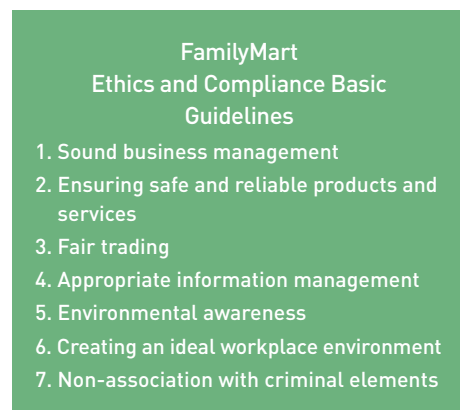 FamilyMart
Ethics and Compliance Basic
Guidelines
1. Sound business management
2. Ensuring safe and reliable products and
services
3. Fair trading
4. Appropriate information management
5. Environmental awareness
6. Creating an ideal workplace environment
7. Non-association with criminal elements